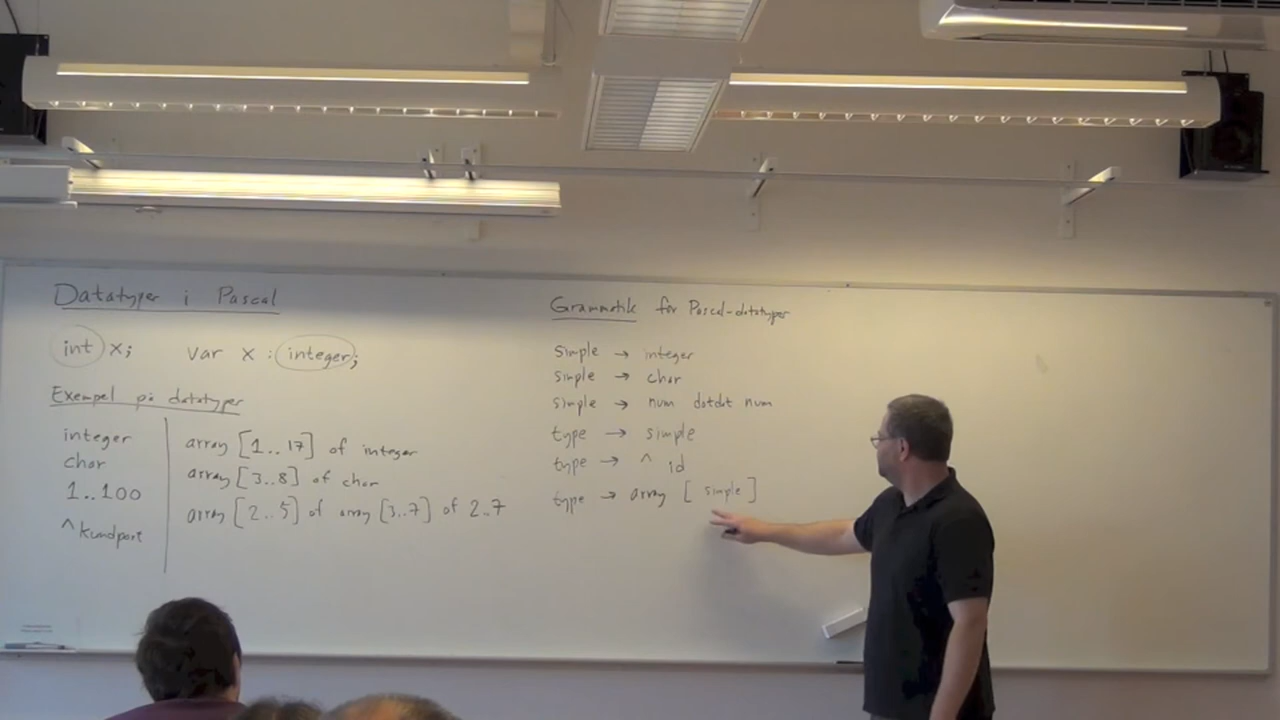 Datatyper i Pascal
int x; var x : integer;
Exempel på datatyper
integer
char
1..100
^kundpost
array [1..17] of integer
array [3..8] of char
array [2..5] of array [3..7] of 2..7
Grammatik för Pascal-datatyper
simple → integer
simple → char
simple → num dotdot num
type → simple
type → ^ id
type → array [ simple ]